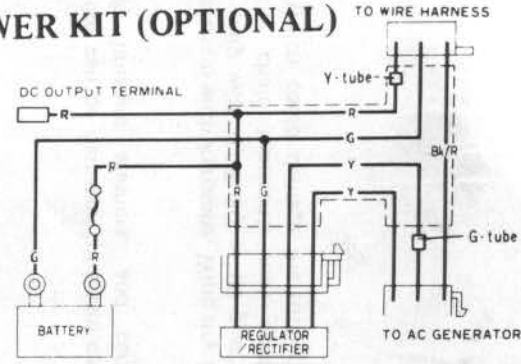 WER KIT (OPTIONAL)
TO WIRE HARNESS
Y-tube
DC OUTPUT TERMINAL
R
R
G
R
Y
Bl/R
R
G
Y
G-tube
G
R
BATTERY
REGULATOR
/RECTIFIER
TO AC GENERATOR